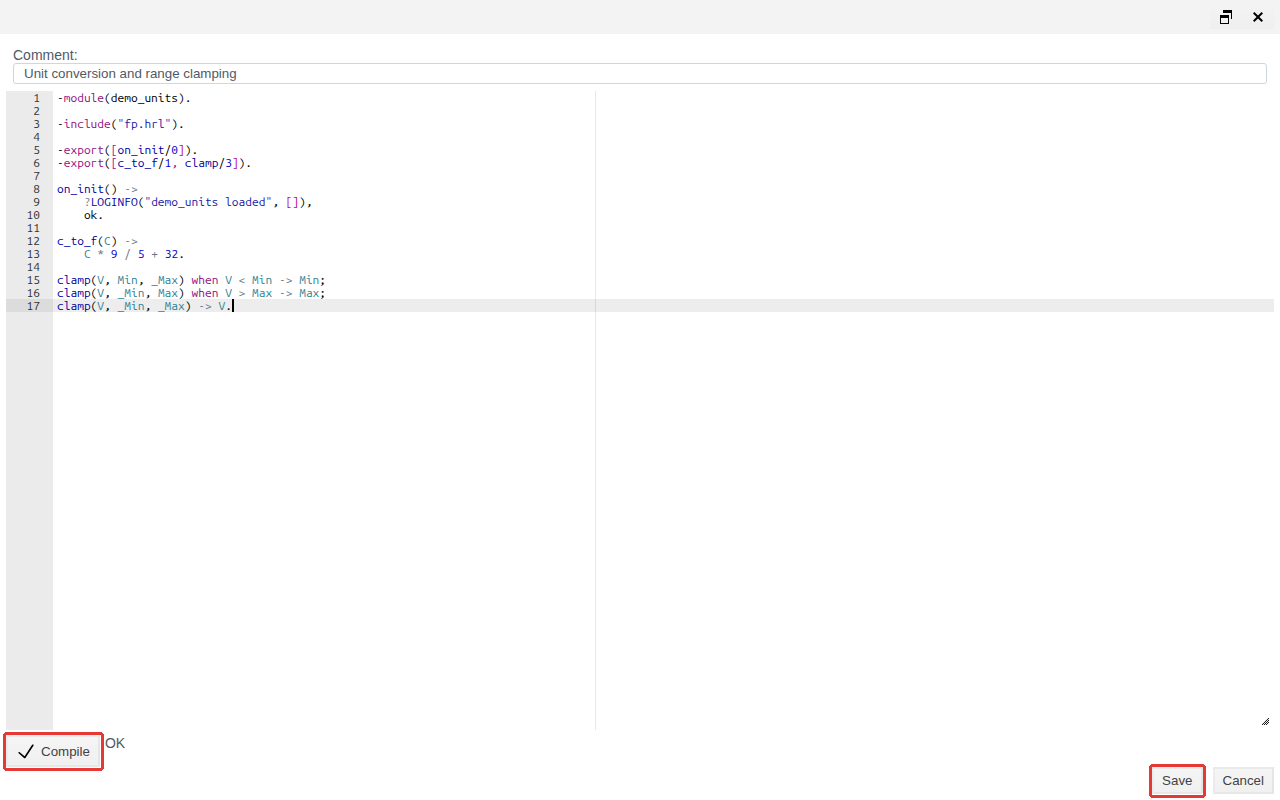 Comment:
Unit conversion and range clamping
1 -module(demo_units).
2
3 -include("fp.hrl").
4
5 -export([on_init/0]).
6 -export([c_to_f/1, clamp/3]).
7
8 on_init() ->
9     ?LOGINFO("demo_units loaded", []),
10     ok.
11
12 c_to_f(C) ->
13     C * 9 / 5 + 32.
14
15 clamp(V, Min, _Max) when V < Min -> Min;
16 clamp(V, _Min, Max) when V > Max -> Max;
17 clamp(V, _Min, _Max) -> V.
Compile
OK
Save
Cancel